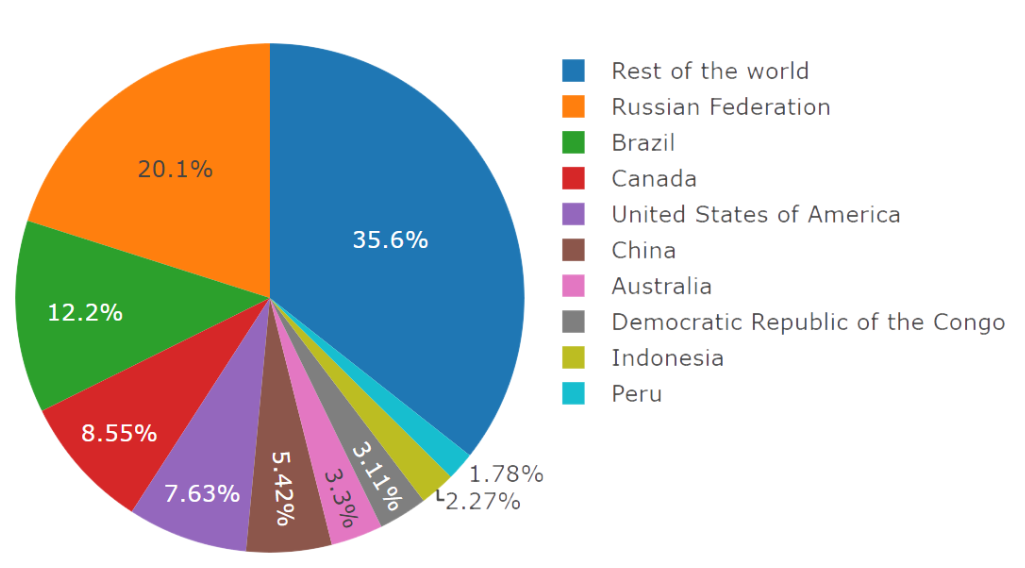 20.1%
35.6%
12.2%
8.55%
7.63%
5.42%
3.3%
3.11%
2.27%
1.78%
Rest of the world
Russian Federation
Brazil
Canada
United States of America
China
Australia
Democratic Republic of the Congo
Indonesia
Peru